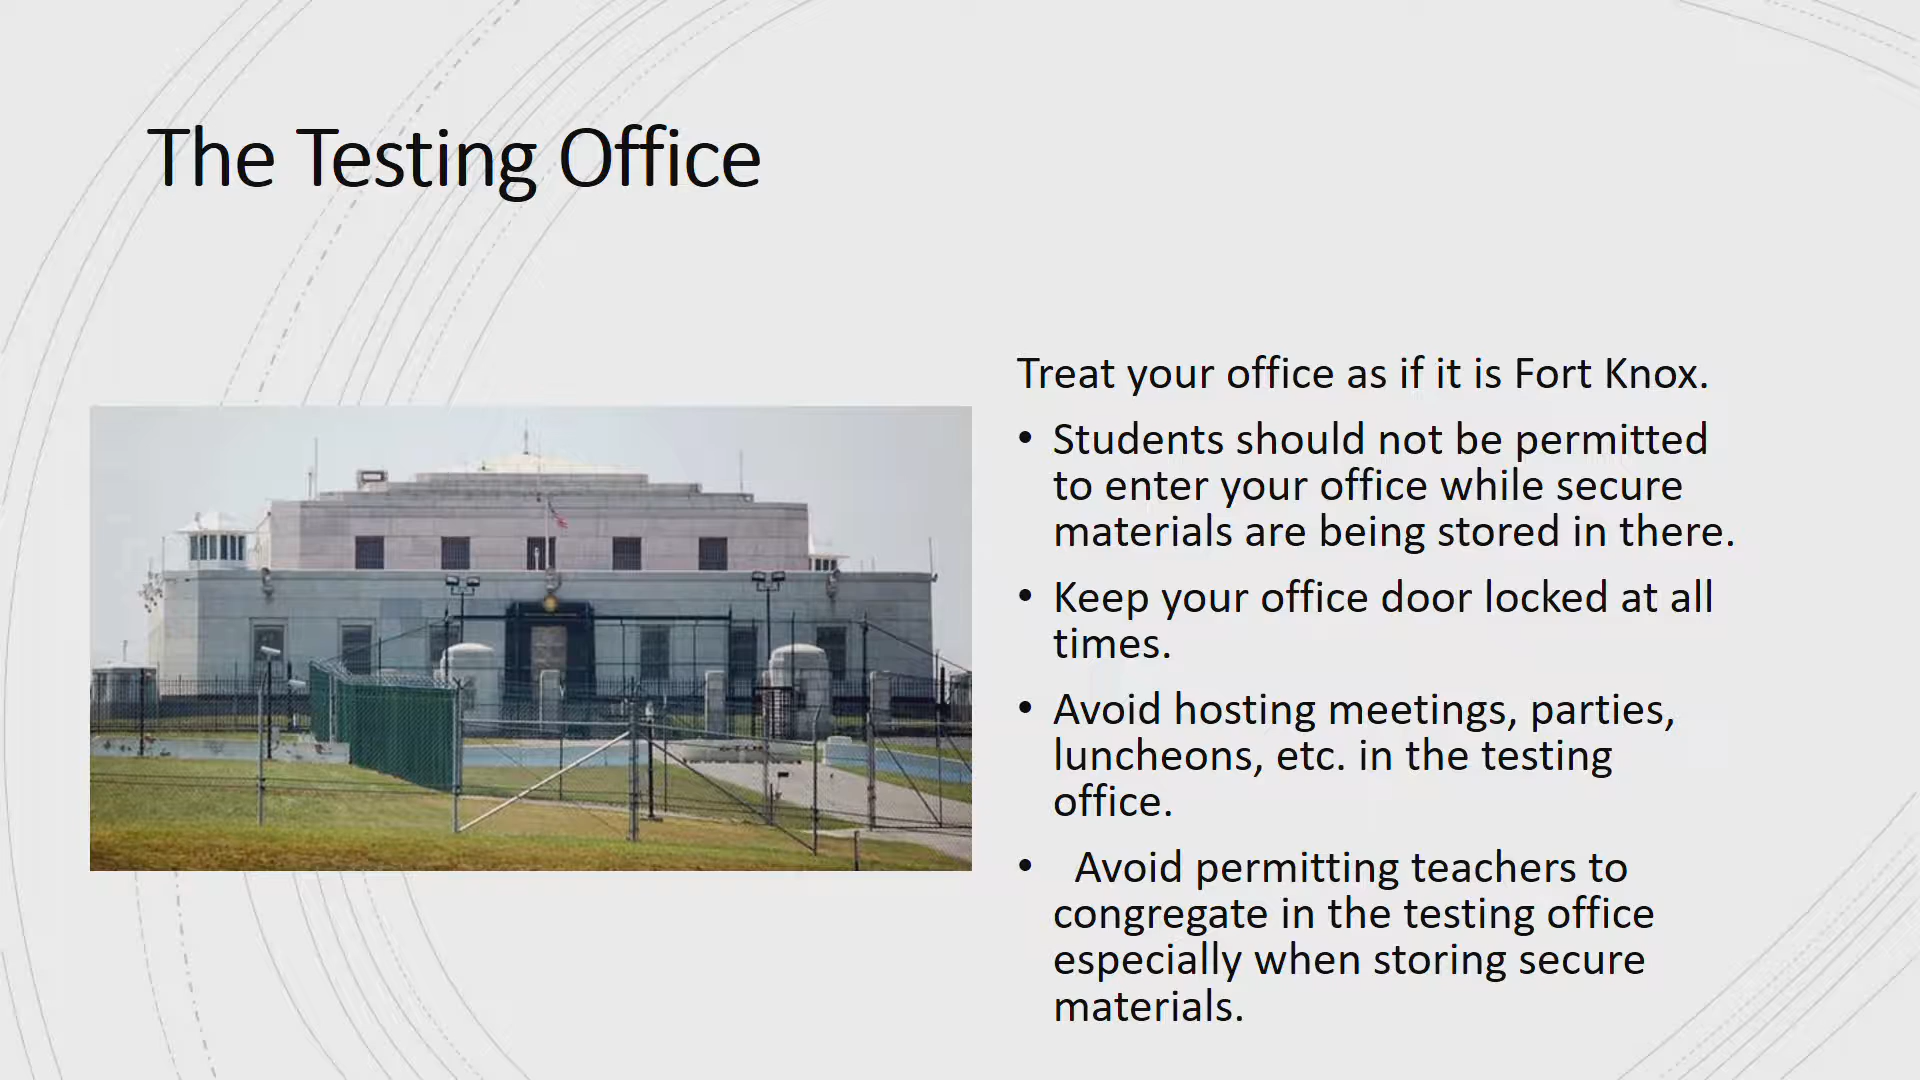 The Testing Office
Treat your office as if it is Fort Knox.
• Students should not be permitted
to enter your office while secure
materials are being stored in there.
• Keep your office door locked at all
times.
• Avoid hosting meetings, parties,
luncheons, etc. in the testing
office.
• Avoid permitting teachers to
congregate in the testing office
especially when storing secure
materials.